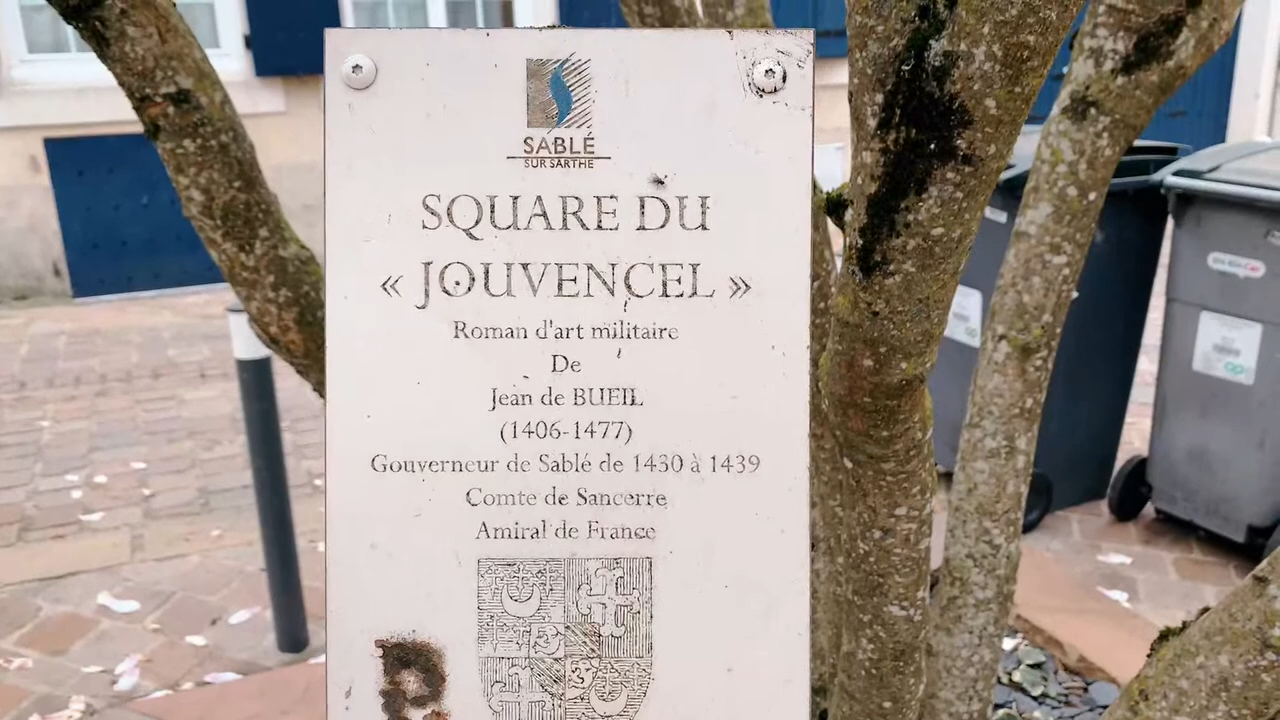 SABLÉ
SUR SARTHE
SQUARE DU
« JOUVENCEL »
Roman d'art militaire
De
Jean de BUEIL
(1406-1477)
Gouverneur de Sablé de 1430 à 1439
Comte de Sancerre
Amiral de France